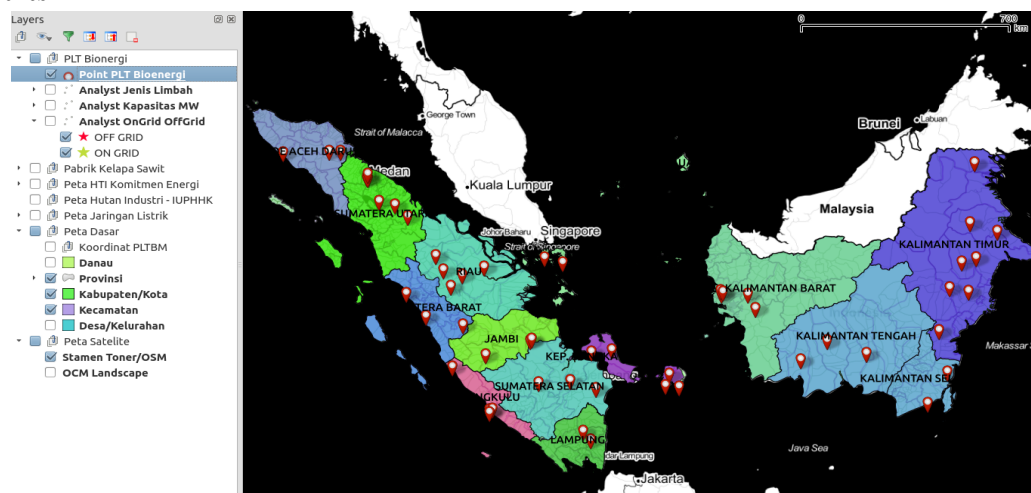 Layers
PLT Bionergi
Point PLT Bioenergi
Analyst Jenis Limbah
Analyst Kapasitas MW
Analyst OnGrid OffGrid
OFF GRID
ON GRID
Pabrik Kelapa Sawit
Peta HTI Komitmen Energi
Peta Hutan Industri - IUPHHK
Peta Jaringan Listrik
Peta Dasar
Koordinat PLTBM
Danau
Provinsi
Kabupaten/Kota
Kecamatan
Desa/Kelurahan
Peta Satelite
Stamen Toner/OSM
OCM Landscape
0 700
km
George Town
Labuan
Brunei
Strait of Malacca
ACEH DARU
Medan
Kuala Lumpur
SUMATERA UTAR
Malaysia
Johor Baharu Singapore
Strait of Singapore
KALIMANTAN TIMUR
RIAU
KALIMANTAN BARAT
TERA BARAT
JAMBI
KALIMANTAN TENGAH
KEP
KA
Makassar S
SUMATERA SELATAN
KALIMANTAN SE
NGKULU
LAMPUNG
dar Lampung
Java Sea
Jakarta